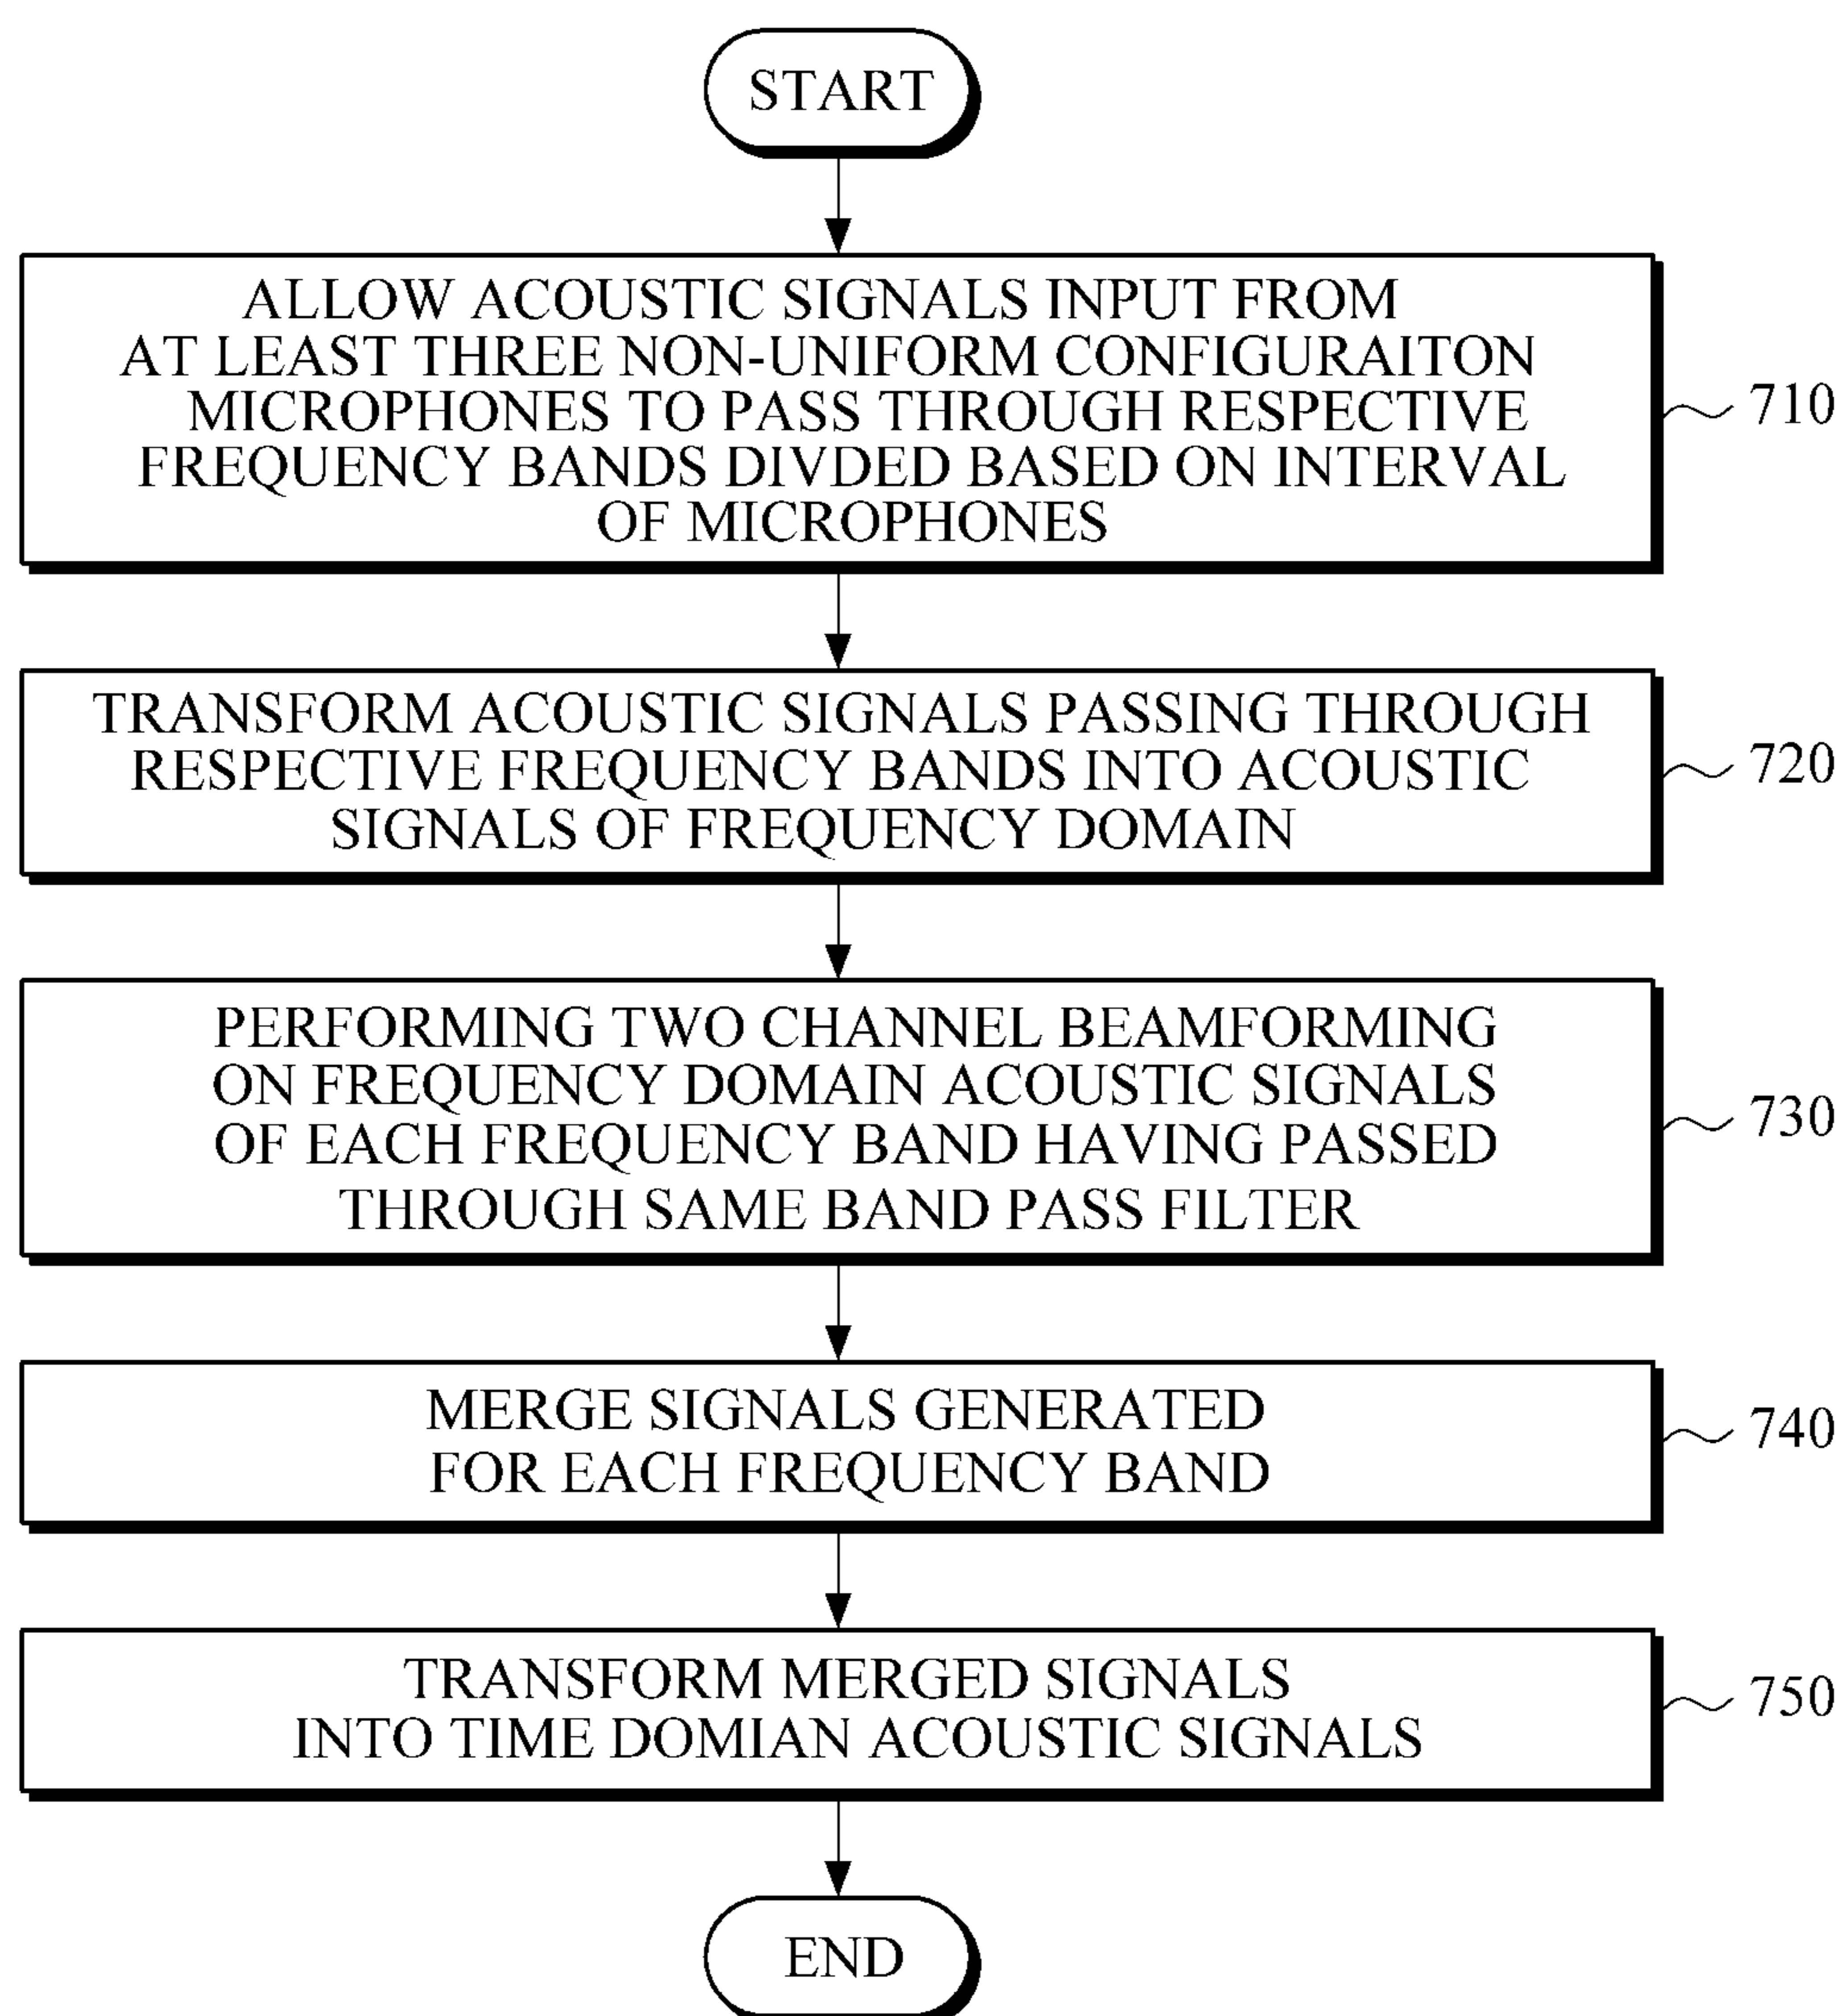 START
ALLOW ACOUSTIC SIGNALS INPUT FROM
AT LEAST THREE NON-UNIFORM CONFIGURAITON
MICROPHONES TO PASS THROUGH RESPECTIVE
FREQUENCY BANDS DIVDED BASED ON INTERVAL
OF MICROPHONES
710
TRANSFORM ACOUSTIC SIGNALS PASSING THROUGH
RESPECTIVE FREQUENCY BANDS INTO ACOUSTIC
SIGNALS OF FREQUENCY DOMAIN
720
PERFORMING TWO CHANNEL BEAMFORMING
ON FREQUENCY DOMAIN ACOUSTIC SIGNALS
OF EACH FREQUENCY BAND HAVING PASSED
THROUGH SAME BAND PASS FILTER
730
MERGE SIGNALS GENERATED
FOR EACH FREQUENCY BAND
740
TRANSFORM MERGED SIGNALS
INTO TIME DOMIAN ACOUSTIC SIGNALS
750
END